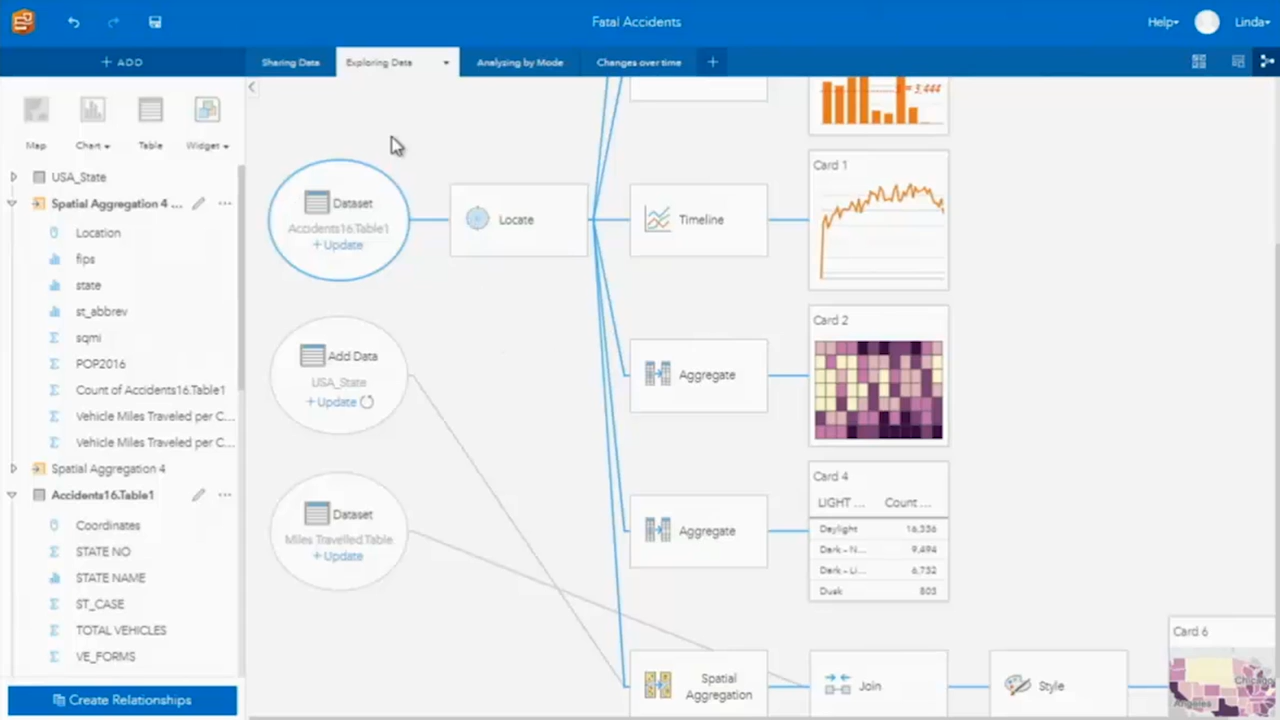 Fatal Accidents
Help
Linda
+ ADD
Sharing Data
Exploring Data
Analysing by Mode
Changes over time
+
Map
Chart
Table
Widget
USA_State
Spatial Aggregation 4 ...
Location
fips
state
st_abbrev
sqmi
POP2016
Count of Accidents16.Table1
Vehicle Miles Traveled per C...
Vehicle Miles Traveled per C...
Spatial Aggregation 4
Accidents16.Table1
Coordinates
STATE NO
STATE NAME
ST_CASE
TOTAL VEHICLES
VE_FORMS
Create Relationships
Dataset
Accidents16.Table1
+ Update
Locate
Timeline
Card 1
Add Data
USA_State
+ Update
Aggregate
Card 2
Dataset
Miles Travelled.Table
+ Update
Aggregate
Card 4
LIGHT ... Count ...
Daylight 16,356
Dark - N... 9,494
Dark - Li... 6,752
Dusk 803
Spatial
Aggregation
Join
Style
Card 6
Chicago
Angeles